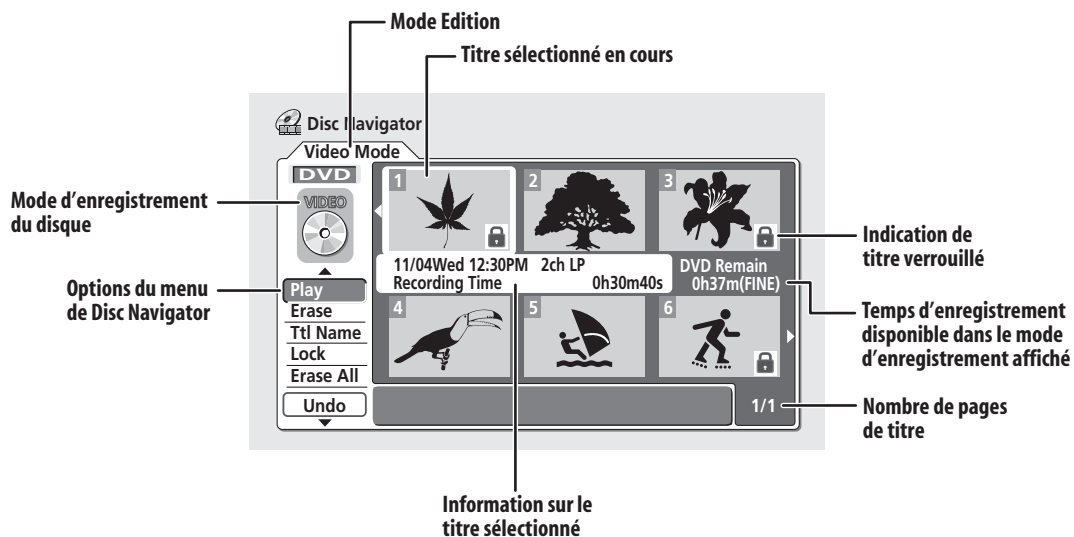 Mode Edition
Titre sélectionné en cours
Disc Navigator
Video Mode
DVD
VIDEO
Mode d'enregistrement
du disque
1
2
3
Indication de
titre verrouillé
11/04Wed 12:30PM 2ch LP
Recording Time 0h30m40s
DVD Remain
0h37m(FINE)
Options du menu
de Disc Navigator
Play
Erase
Ttl Name
Lock
Erase All
Undo
4
5
6
Temps d'enregistrement
disponible dans le mode
d'enregistrement affiché
1/1
Nombre de pages
de titre
Information sur le
titre sélectionné